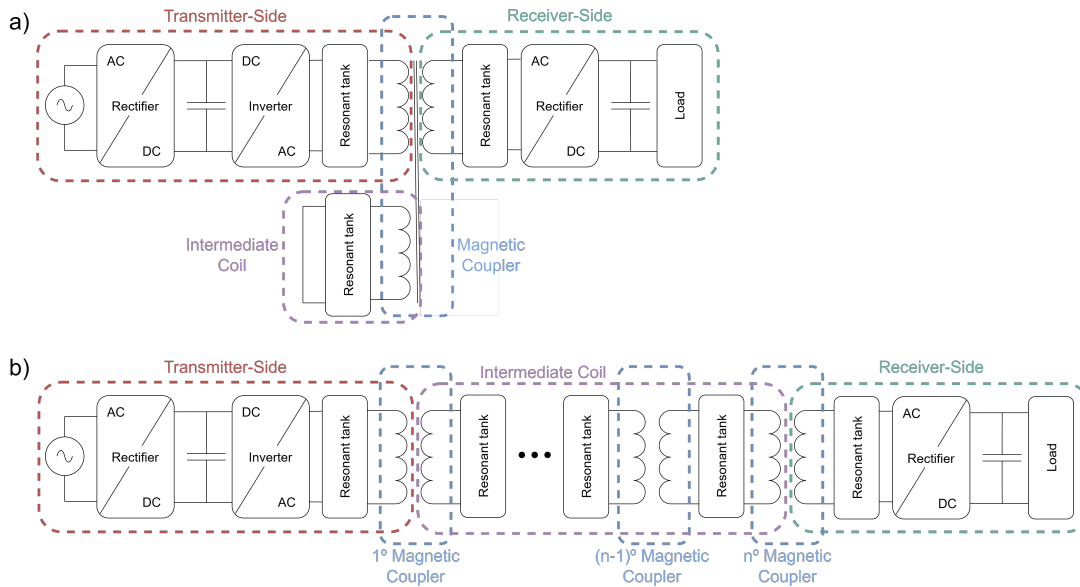 a)
Transmitter-Side
Receiver-Side
AC
Rectifier
DC
DC
Inverter
AC
Resonant tank
Resonant tank
AC
Rectifier
DC
Load
Intermediate
Coil
Resonant tank
Magnetic
Coupler
b)
Transmitter-Side
Intermediate Coil
Receiver-Side
AC
Rectifier
DC
DC
Inverter
AC
Resonant tank
Resonant tank
Resonant tank
Resonant tank
Resonant tank
AC
Rectifier
DC
Load
1º Magnetic
Coupler
(n-1)º Magnetic
Coupler
nº Magnetic
Coupler